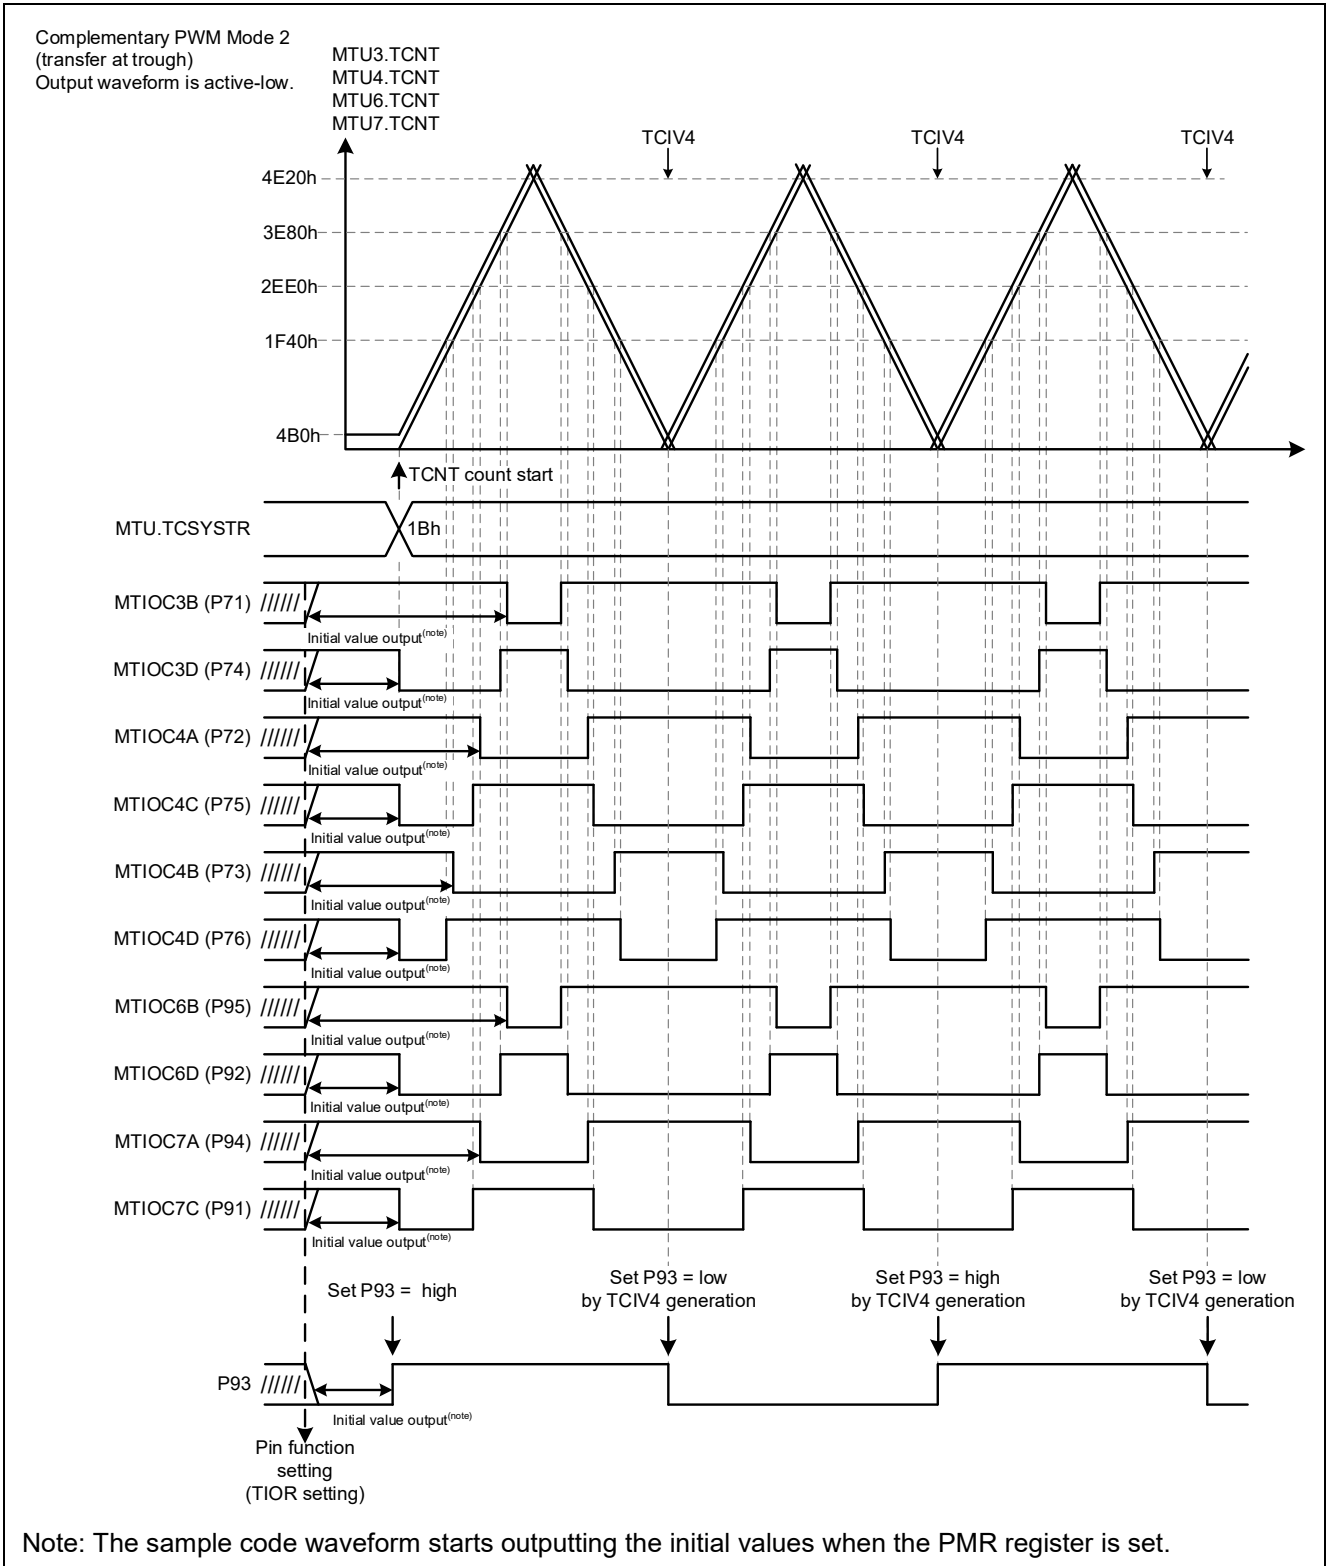 Complementary PWM Mode 2
(transfer at trough)
Output waveform is active-low.
MTU3.TCNT
MTU4.TCNT
MTU6.TCNT
MTU7.TCNT
TCIV4
TCIV4
TCIV4
4E20h
3E80h
2EE0h
1F40h
4B0h
TCNT count start
MTU.TCSYSTR
1Bh
MTIOC3B (P71) //////
Initial value output(note)
MTIOC3D (P74) //////
Initial value output(note)
MTIOC4A (P72) //////
Initial value output(note)
MTIOC4C (P75) //////
Initial value output(note)
MTIOC4B (P73) //////
Initial value output(note)
MTIOC4D (P76) //////
Initial value output(note)
MTIOC6B (P95) //////
Initial value output(note)
MTIOC6D (P92) //////
Initial value output(note)
MTIOC7A (P94) //////
Initial value output(note)
MTIOC7C (P91) //////
Initial value output(note)
Set P93 = high
Set P93 = low
by TCIV4 generation
Set P93 = high
by TCIV4 generation
Set P93 = low
by TCIV4 generation
P93 //////
Initial value output(note)
Pin function
setting
(TIOR setting)
Note: The sample code waveform starts outputting the initial values when the PMR register is set.